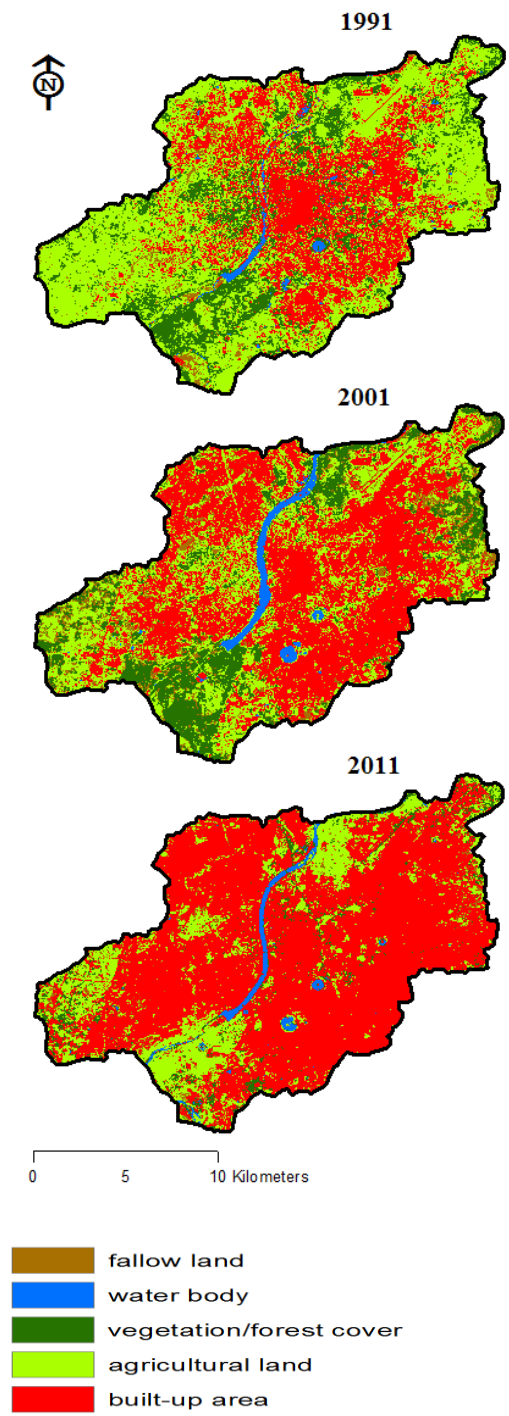 1991
N
2001
2011
0 5 10 Kilometers
fallow land
water body
vegetation/forest cover
agricultural land
built-up area